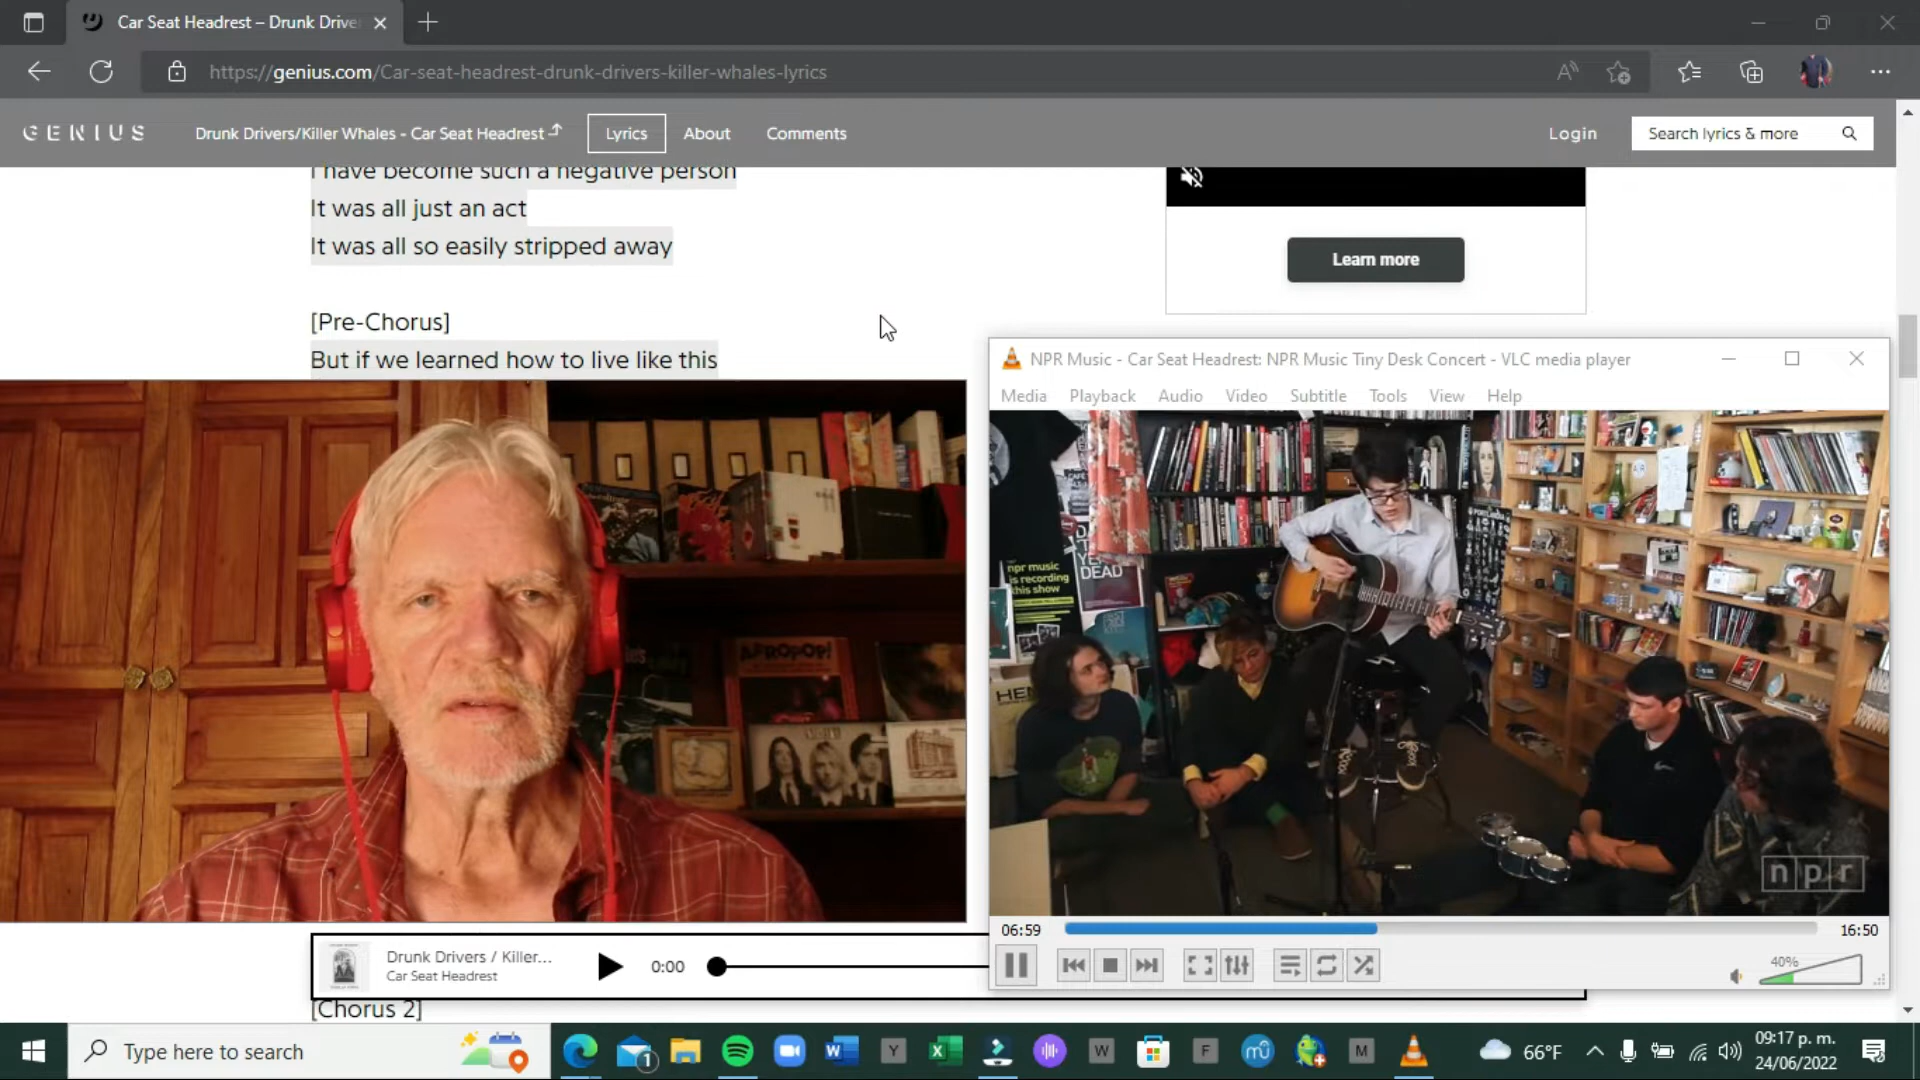 Car Seat Headrest – Drunk Drive
https://genius.com/Car-seat-headrest-drunk-drivers-killer-whales-lyrics
GENIUS
Drunk Drivers/Killer Whales - Car Seat Headrest
Lyrics
About
Comments
Login
Search lyrics & more
I have become such a negative person
It was all just an act
It was all so easily stripped away
Learn more
[Pre-Chorus]
But if we learned how to live like this
NPR Music - Car Seat Headrest: NPR Music Tiny Desk Concert - VLC media player
Media Playback Audio Video Subtitle Tools View Help
npr music
is recording
this show
DEAD
HEN
AFROPOP!
npr
06:59
16:50
40%
Drunk Drivers / Killer...
Car Seat Headrest
0:00
[Chorus 2]
Type here to search
1
W
Y
X
W
F
M
66°F
09:17 p. m.
24/06/2022